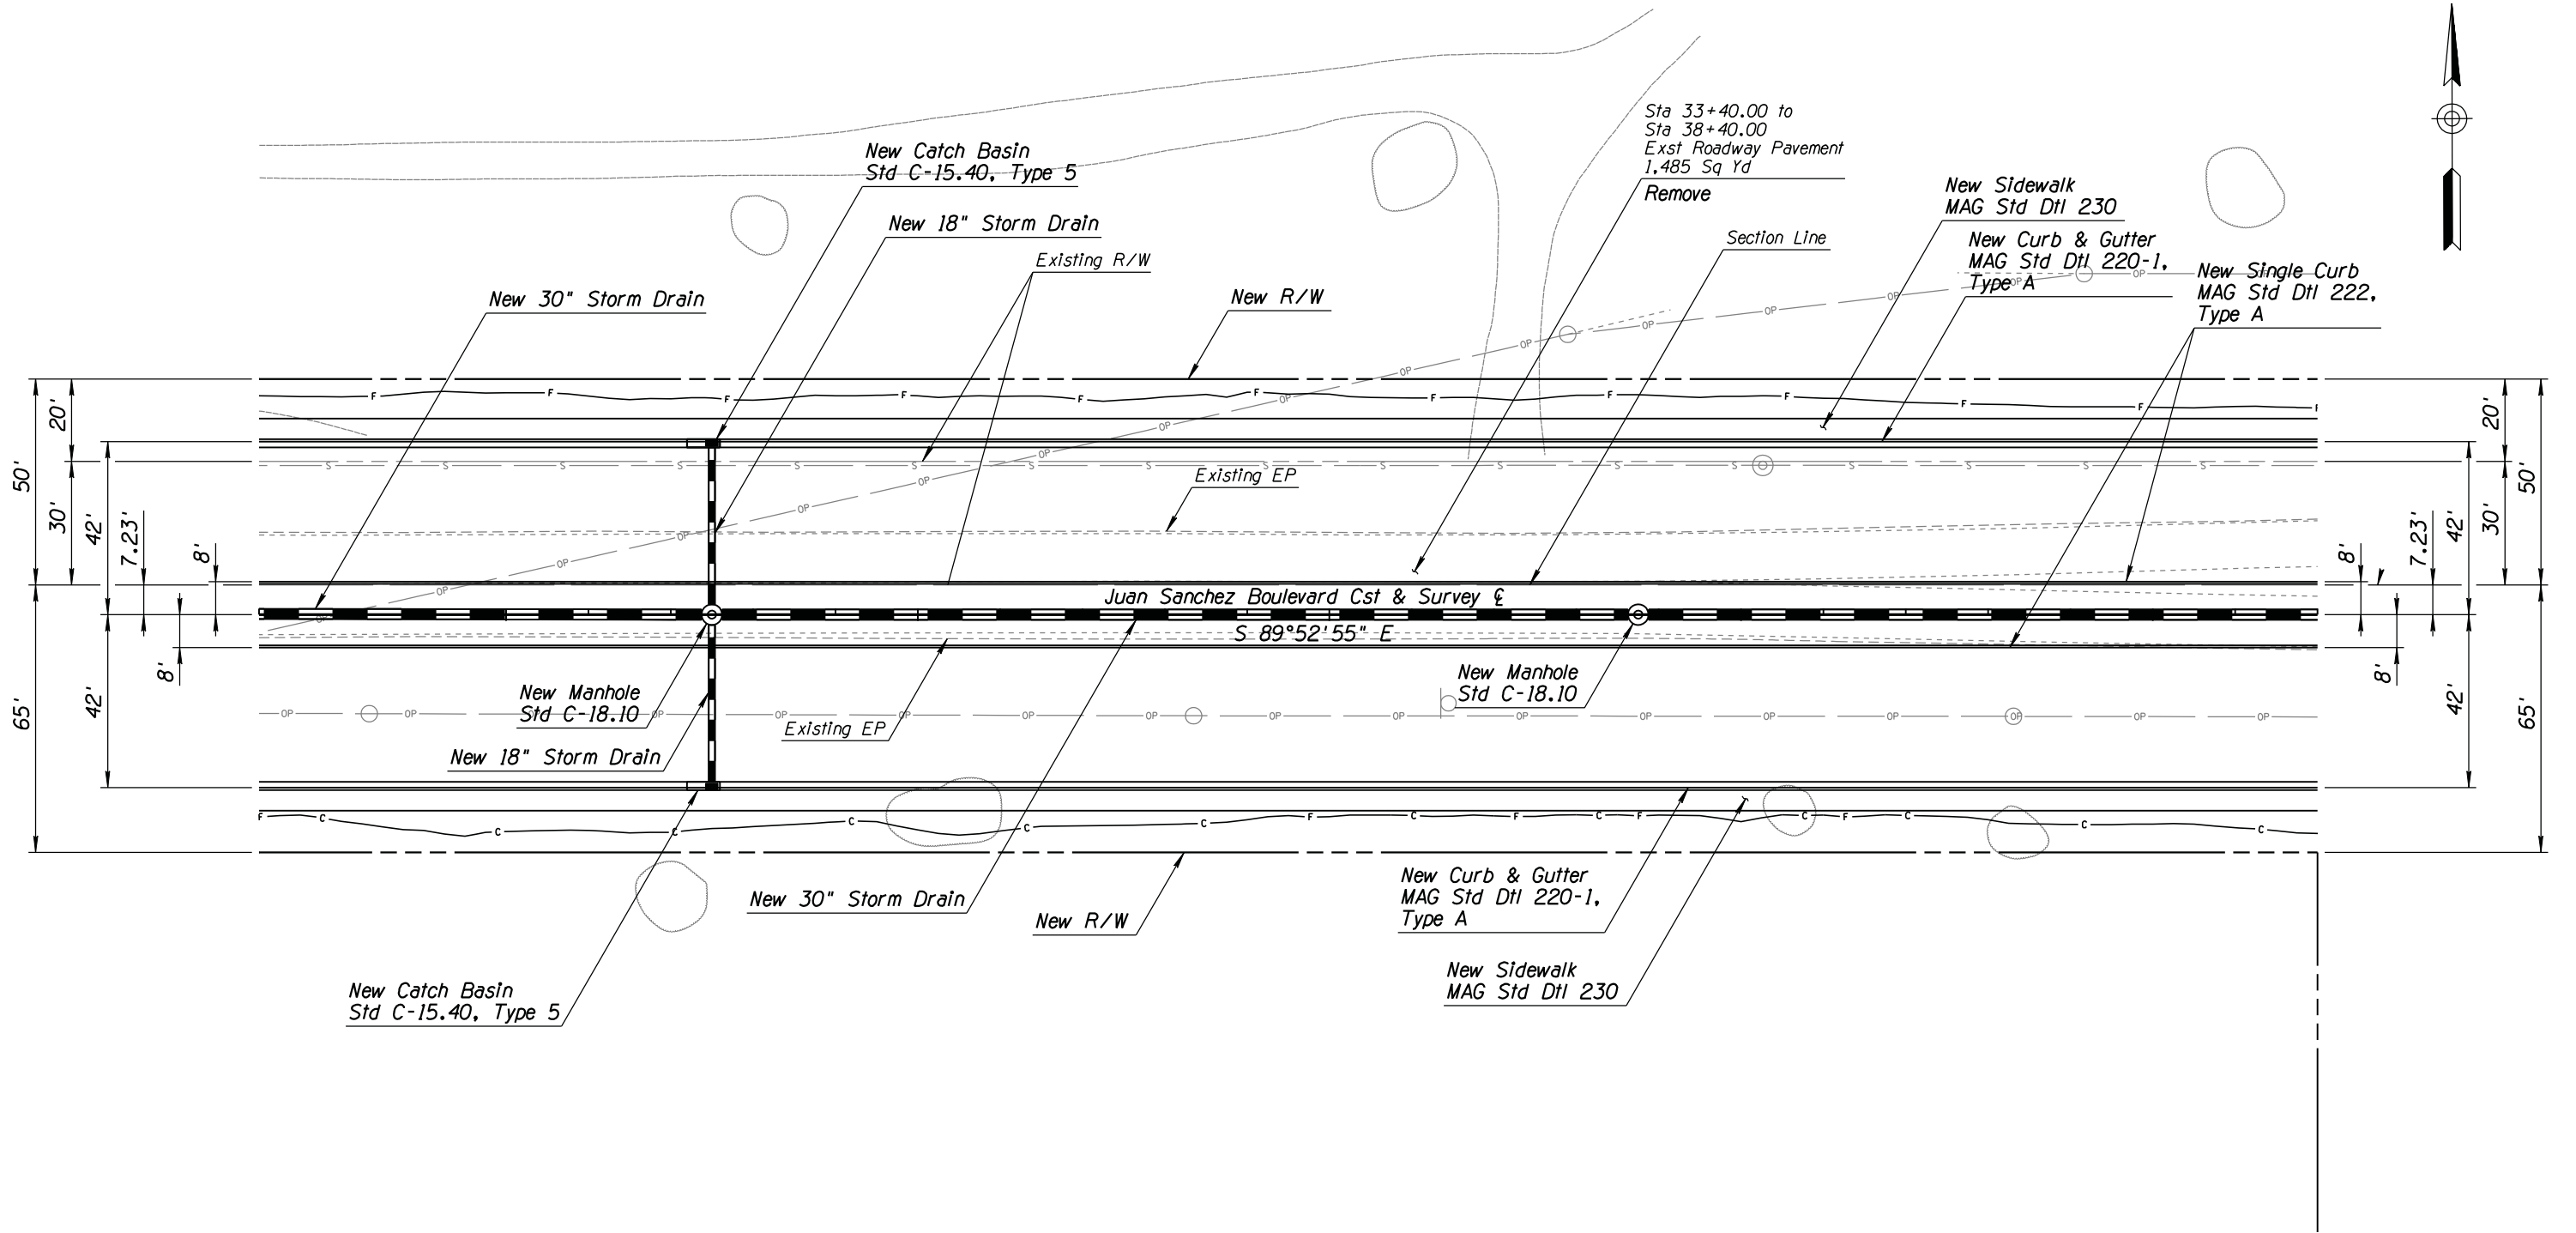 Sta 33+40.00 to
Sta 38+40.00
Exst Roadway Pavement
1,485 Sq Yd
Remove
New Catch Basin
Std C-15.40, Type 5
New Sidewalk
MAG Std Dtl 230
New 18" Storm Drain
Section Line
New Curb & Gutter
MAG Std Dtl 220-1,
Type A
Existing R/W
New Single Curb
MAG Std Dtl 222,
Type A
New 30" Storm Drain
New R/W
Existing EP
20'
50'
30'
42'
7.23'
8'
8'
42'
65'
20'
50'
30'
42'
7.23'
8'
8'
42'
65'
Juan Sanchez Boulevard Cst & Survey ℄
S 89°52'55" E
New Manhole
Std C-18.10
New Manhole
Std C-18.10
Existing EP
New 18" Storm Drain
New 30" Storm Drain
New R/W
New Curb & Gutter
MAG Std Dtl 220-1,
Type A
New Sidewalk
MAG Std Dtl 230
New Catch Basin
Std C-15.40, Type 5